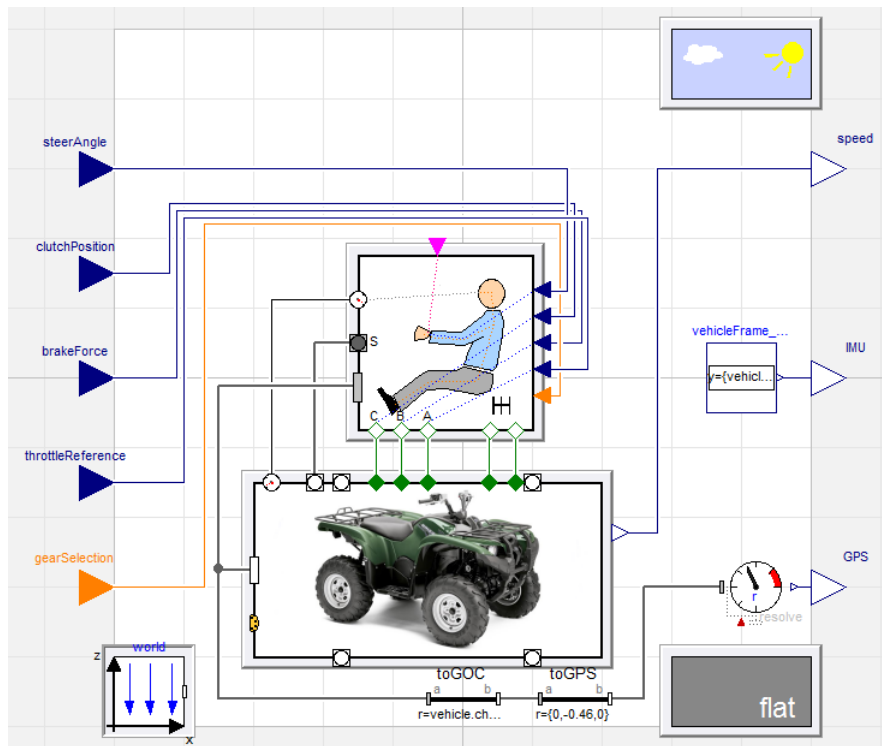 steerAngle
speed
clutchPosition
vehicleFrame_...
brakeForce
IMU
y={vehicl...
S
C
B
A
throttleReference
gearSelection
GPS
r
resolve
world
z
x
toGOC
toGPS
a
b
a
b
r=vehicle.ch...
r={0,-0.46,0}
flat